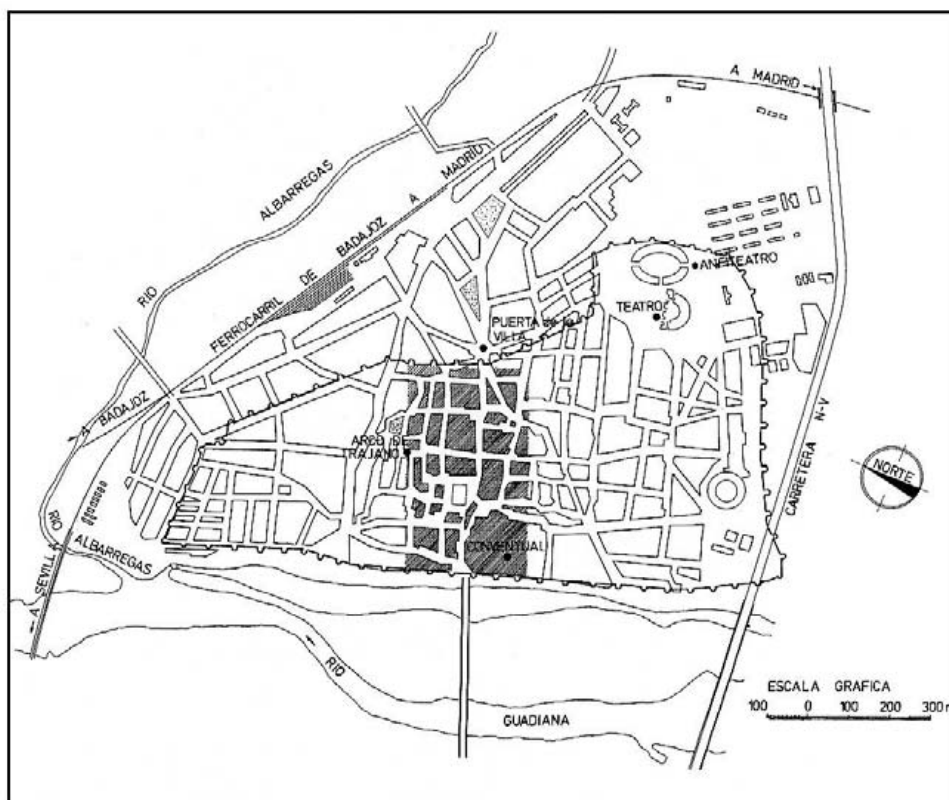 A MADRID
ALBARREGAS
RIO
FERROCARRIL DE BADAJOZ A MADRID
ANFITEATRO
TEATRO
PUERTA de la
VILLA
A BADAJOZ
ARCO DE
TRAJANO
CARRETERA N-V
NORTE
RIO
ALBARREGAS
A SEVILLA
CONVENTUAL
RIO
GUADIANA
ESCALA GRAFICA
100 0 100 200 300